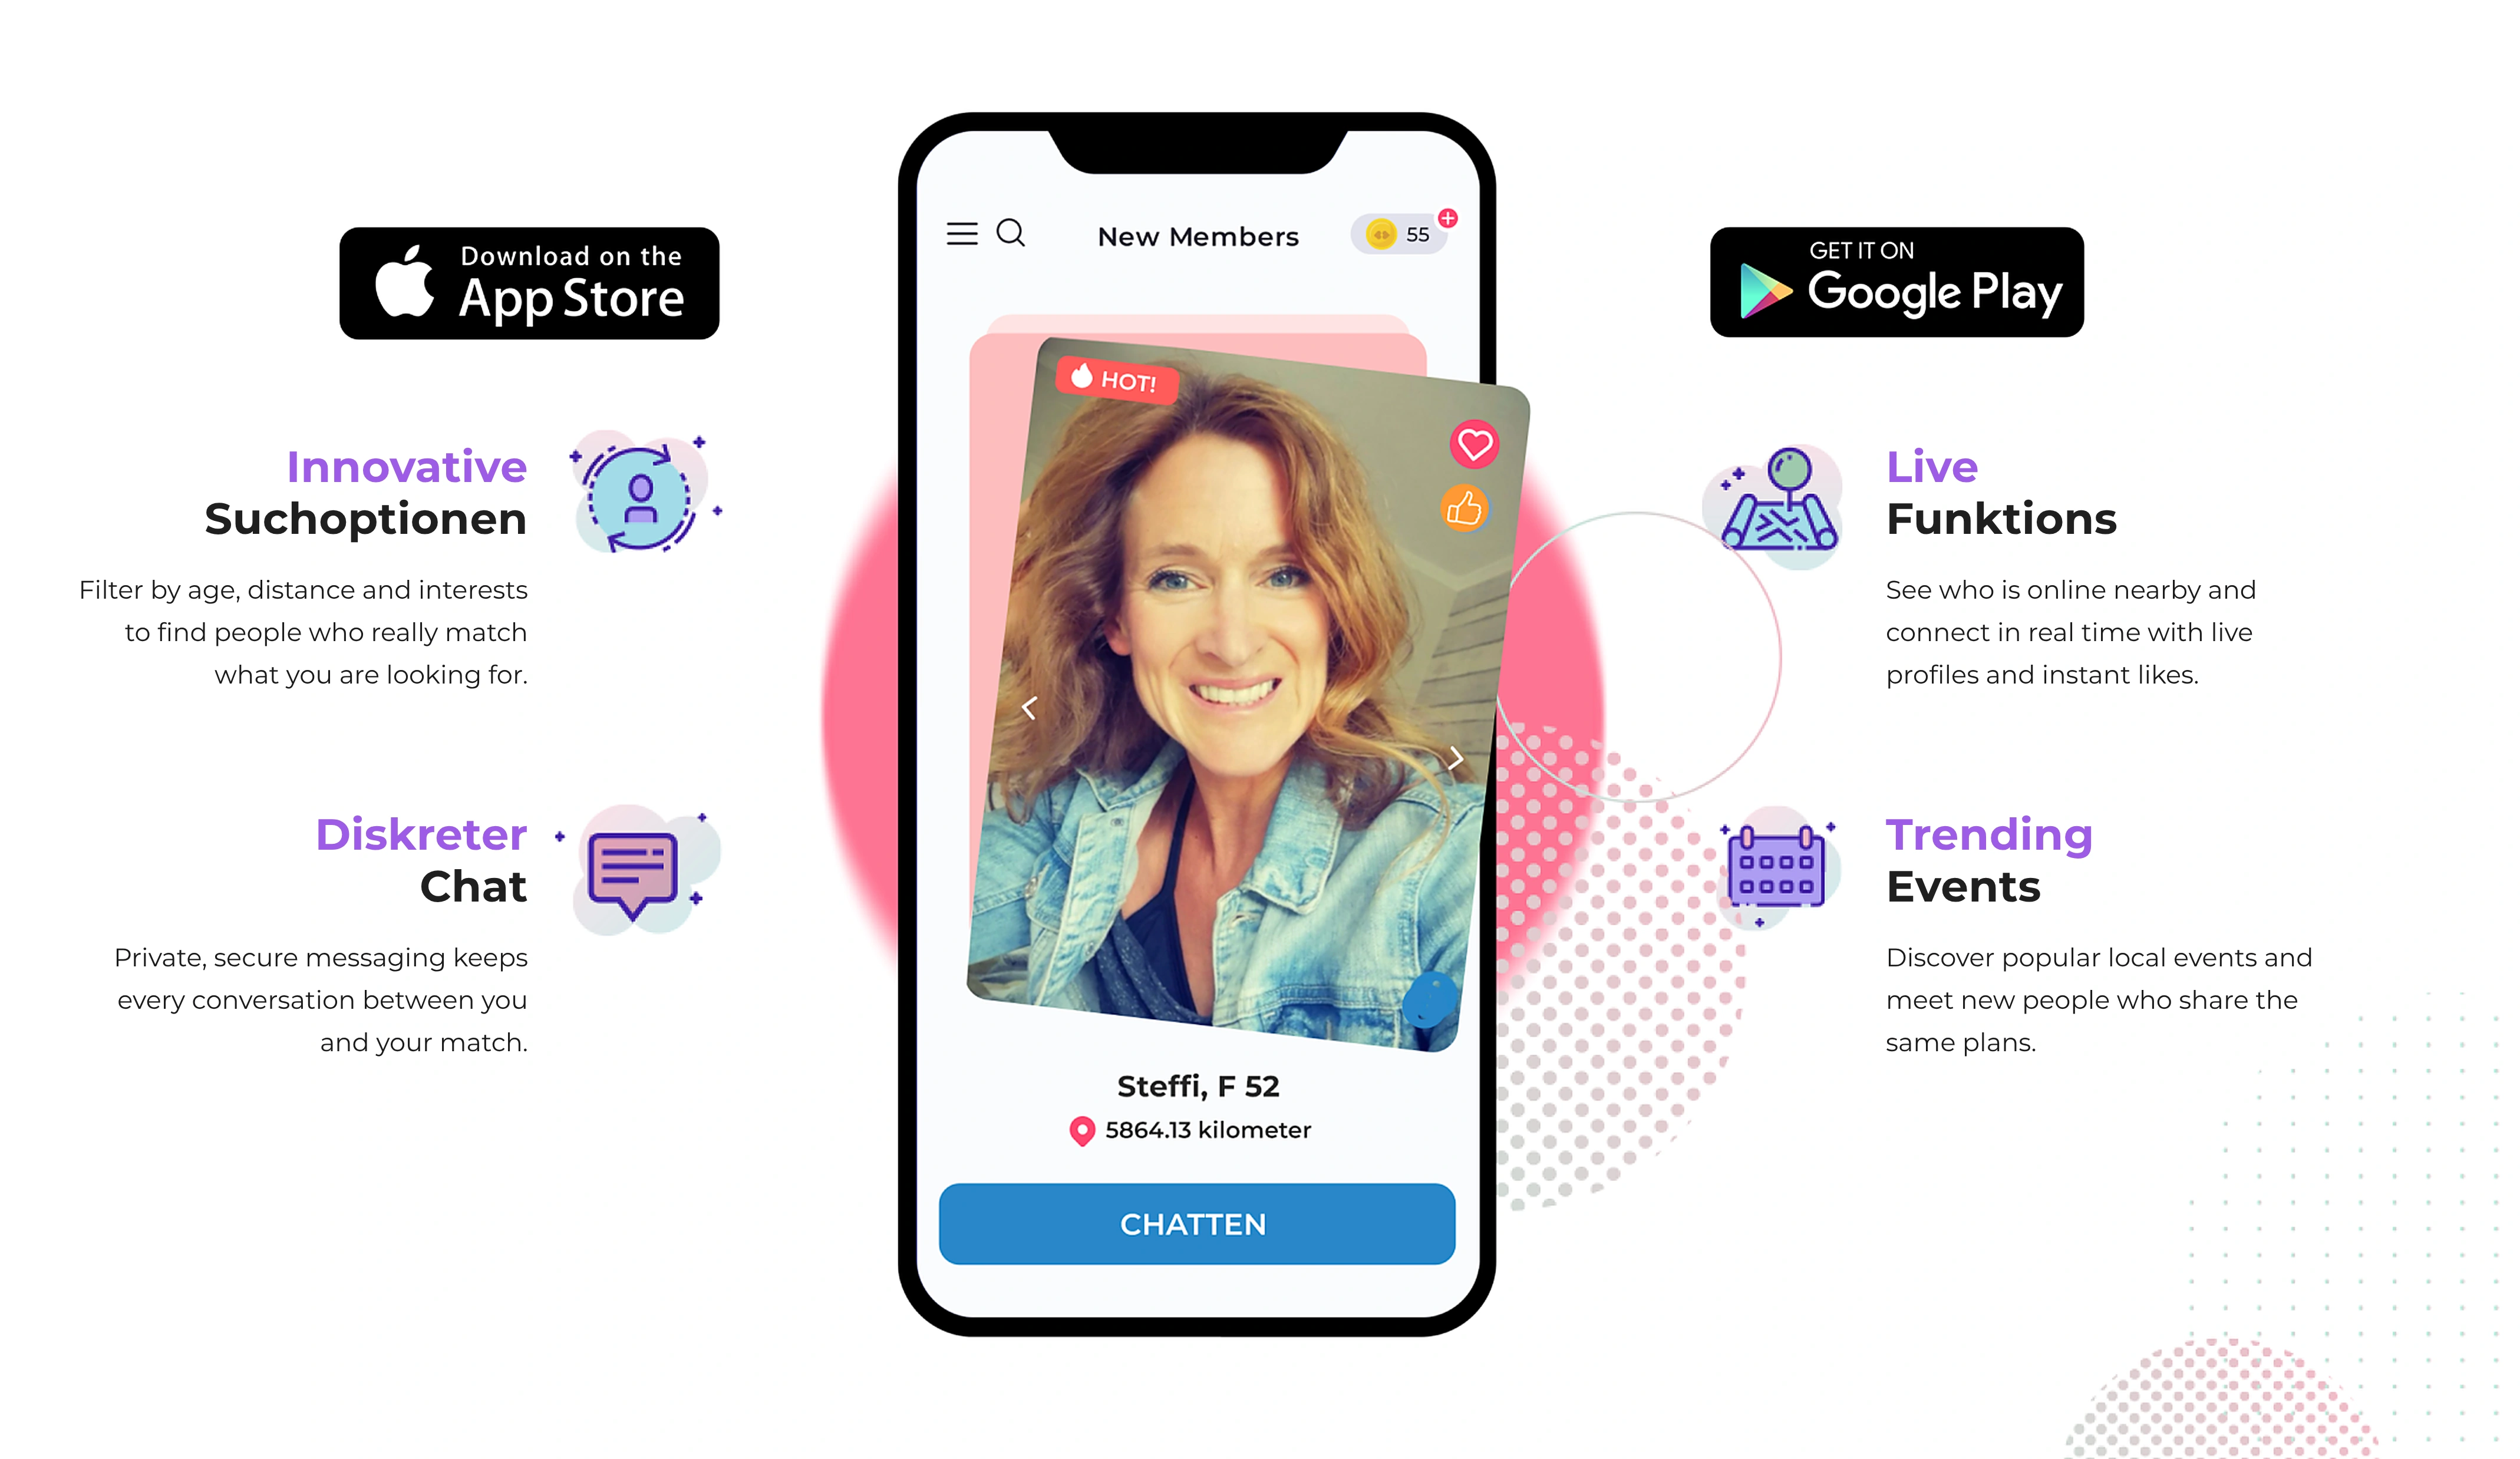 Download on the
App Store
Innovative
Suchoptionen
Filter by age, distance and interests
to find people who really match
what you are looking for.
Diskreter
Chat
Private, secure messaging keeps
every conversation between you
and your match.
New Members
55
HOT!
Steffi, F 52
5864.13 kilometer
CHATTEN
GET IT ON
Google Play
Live
Funktions
See who is online nearby and
connect in real time with live
profiles and instant likes.
Trending
Events
Discover popular local events and
meet new people who share the
same plans.